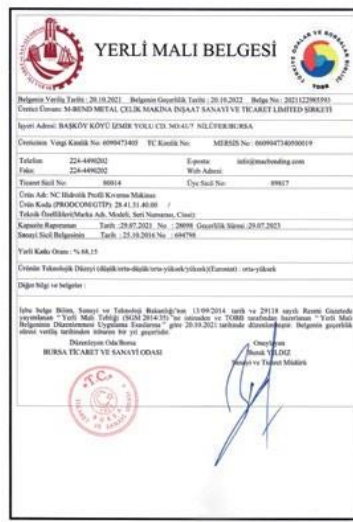 YERLİ MALI BELGESİ
TOBB
Belgenin Veriliş Tarihi : 20.10.2021 Belgenin Geçerlilik Tarihi : 20.10.2022 Belge No : 2021122985393
Üretici Ünvanı: M-BEND METAL ÇELİK MAKİNA İNŞAAT SANAYİ VE TİCARET LİMİTED ŞİRKETİ
İşyeri Adresi: BAŞKÖY KÖYÜ İZMİR YOLU CD. NO:41/7 NİLÜFER/BURSA
Üreticinin Vergi Kimlik No: 6090473405 TC Kimlik No: MERSİS No : 0609047340500019
Telefon: 224-4490202 E-posta: info@macbending.com
Faks: 224-4490202 Web Adresi:
Ticaret Sicil No: 80014 Üye Sicil No: 89817
Ürün Adı: NC Hidrolik Profil Kıvırma Makinası
Ürün Kodu (PRODCOM/GTİP): 28.41.31.40.00 /
Teknik Özellikleri(Marka Adı, Modeli, Seri Numarası, Cinsi):
Kapasite Raporunun Tarih :29.07.2021 No : 28098 Geçerlilik Süresi :29.07.2023
Sanayi Sicil Belgesinin Tarih : 25.10.2016 No : 694798
Yerli Katkı Oranı : % 68,15
Ürünün Teknolojik Düzeyi (düşük/orta-düşük/orta-yüksek/yüksek)(Eurostat) : orta-yüksek
Diğer bilgi ve belgeler :
İşbu belge Bilim, Sanayi ve Teknoloji Bakanlığı'nın 13/09/2014 tarih ve 29118 sayılı Resmi Gazetede
yayımlanan "Yerli Malı Tebliği (SGM 2014/35)"ne istinaden ve TOBB tarafından hazırlanan "Yerli Malı
Belgesinin Düzenlenmesi Uygulama Esaslarına" göre 20.10.2021 tarihinde düzenlenmiştir. Belgenin geçerlilik
süresi veriliş tarihinden itibaren bir yıl geçerlidir.
Düzenleyen Oda/Borsa Onaylayan
BURSA TİCARET VE SANAYİ ODASI Burak YILDIZ
Sanayi ve Ticaret Müdürü
T.C.